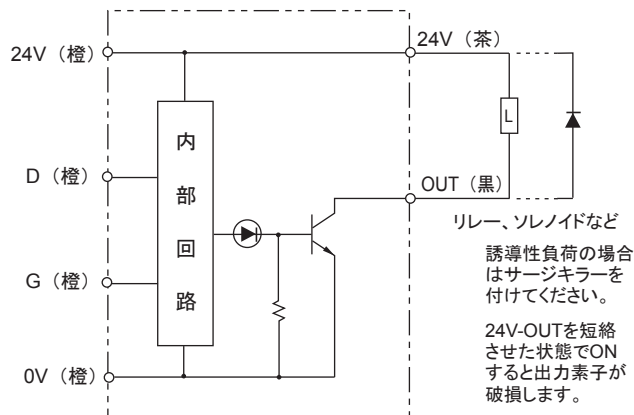 24V（橙）
24V（茶）
L
内部回路
D（橙）
OUT（黒）
リレー、ソレノイドなど
G（橙）
誘導性負荷の場合
はサージキラーを
付けてください。
24V-OUTを短絡
させた状態でON
すると出力素子が
破損します。
0V（橙）